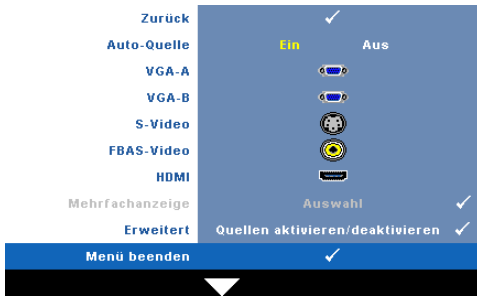 Zurück
Auto-Quelle Ein Aus
VGA-A
VGA-B
S-Video
FBAS-Video
HDMI
Mehrfachanzeige Auswahl
Erweitert Quellen aktivieren/deaktivieren
Menü beenden